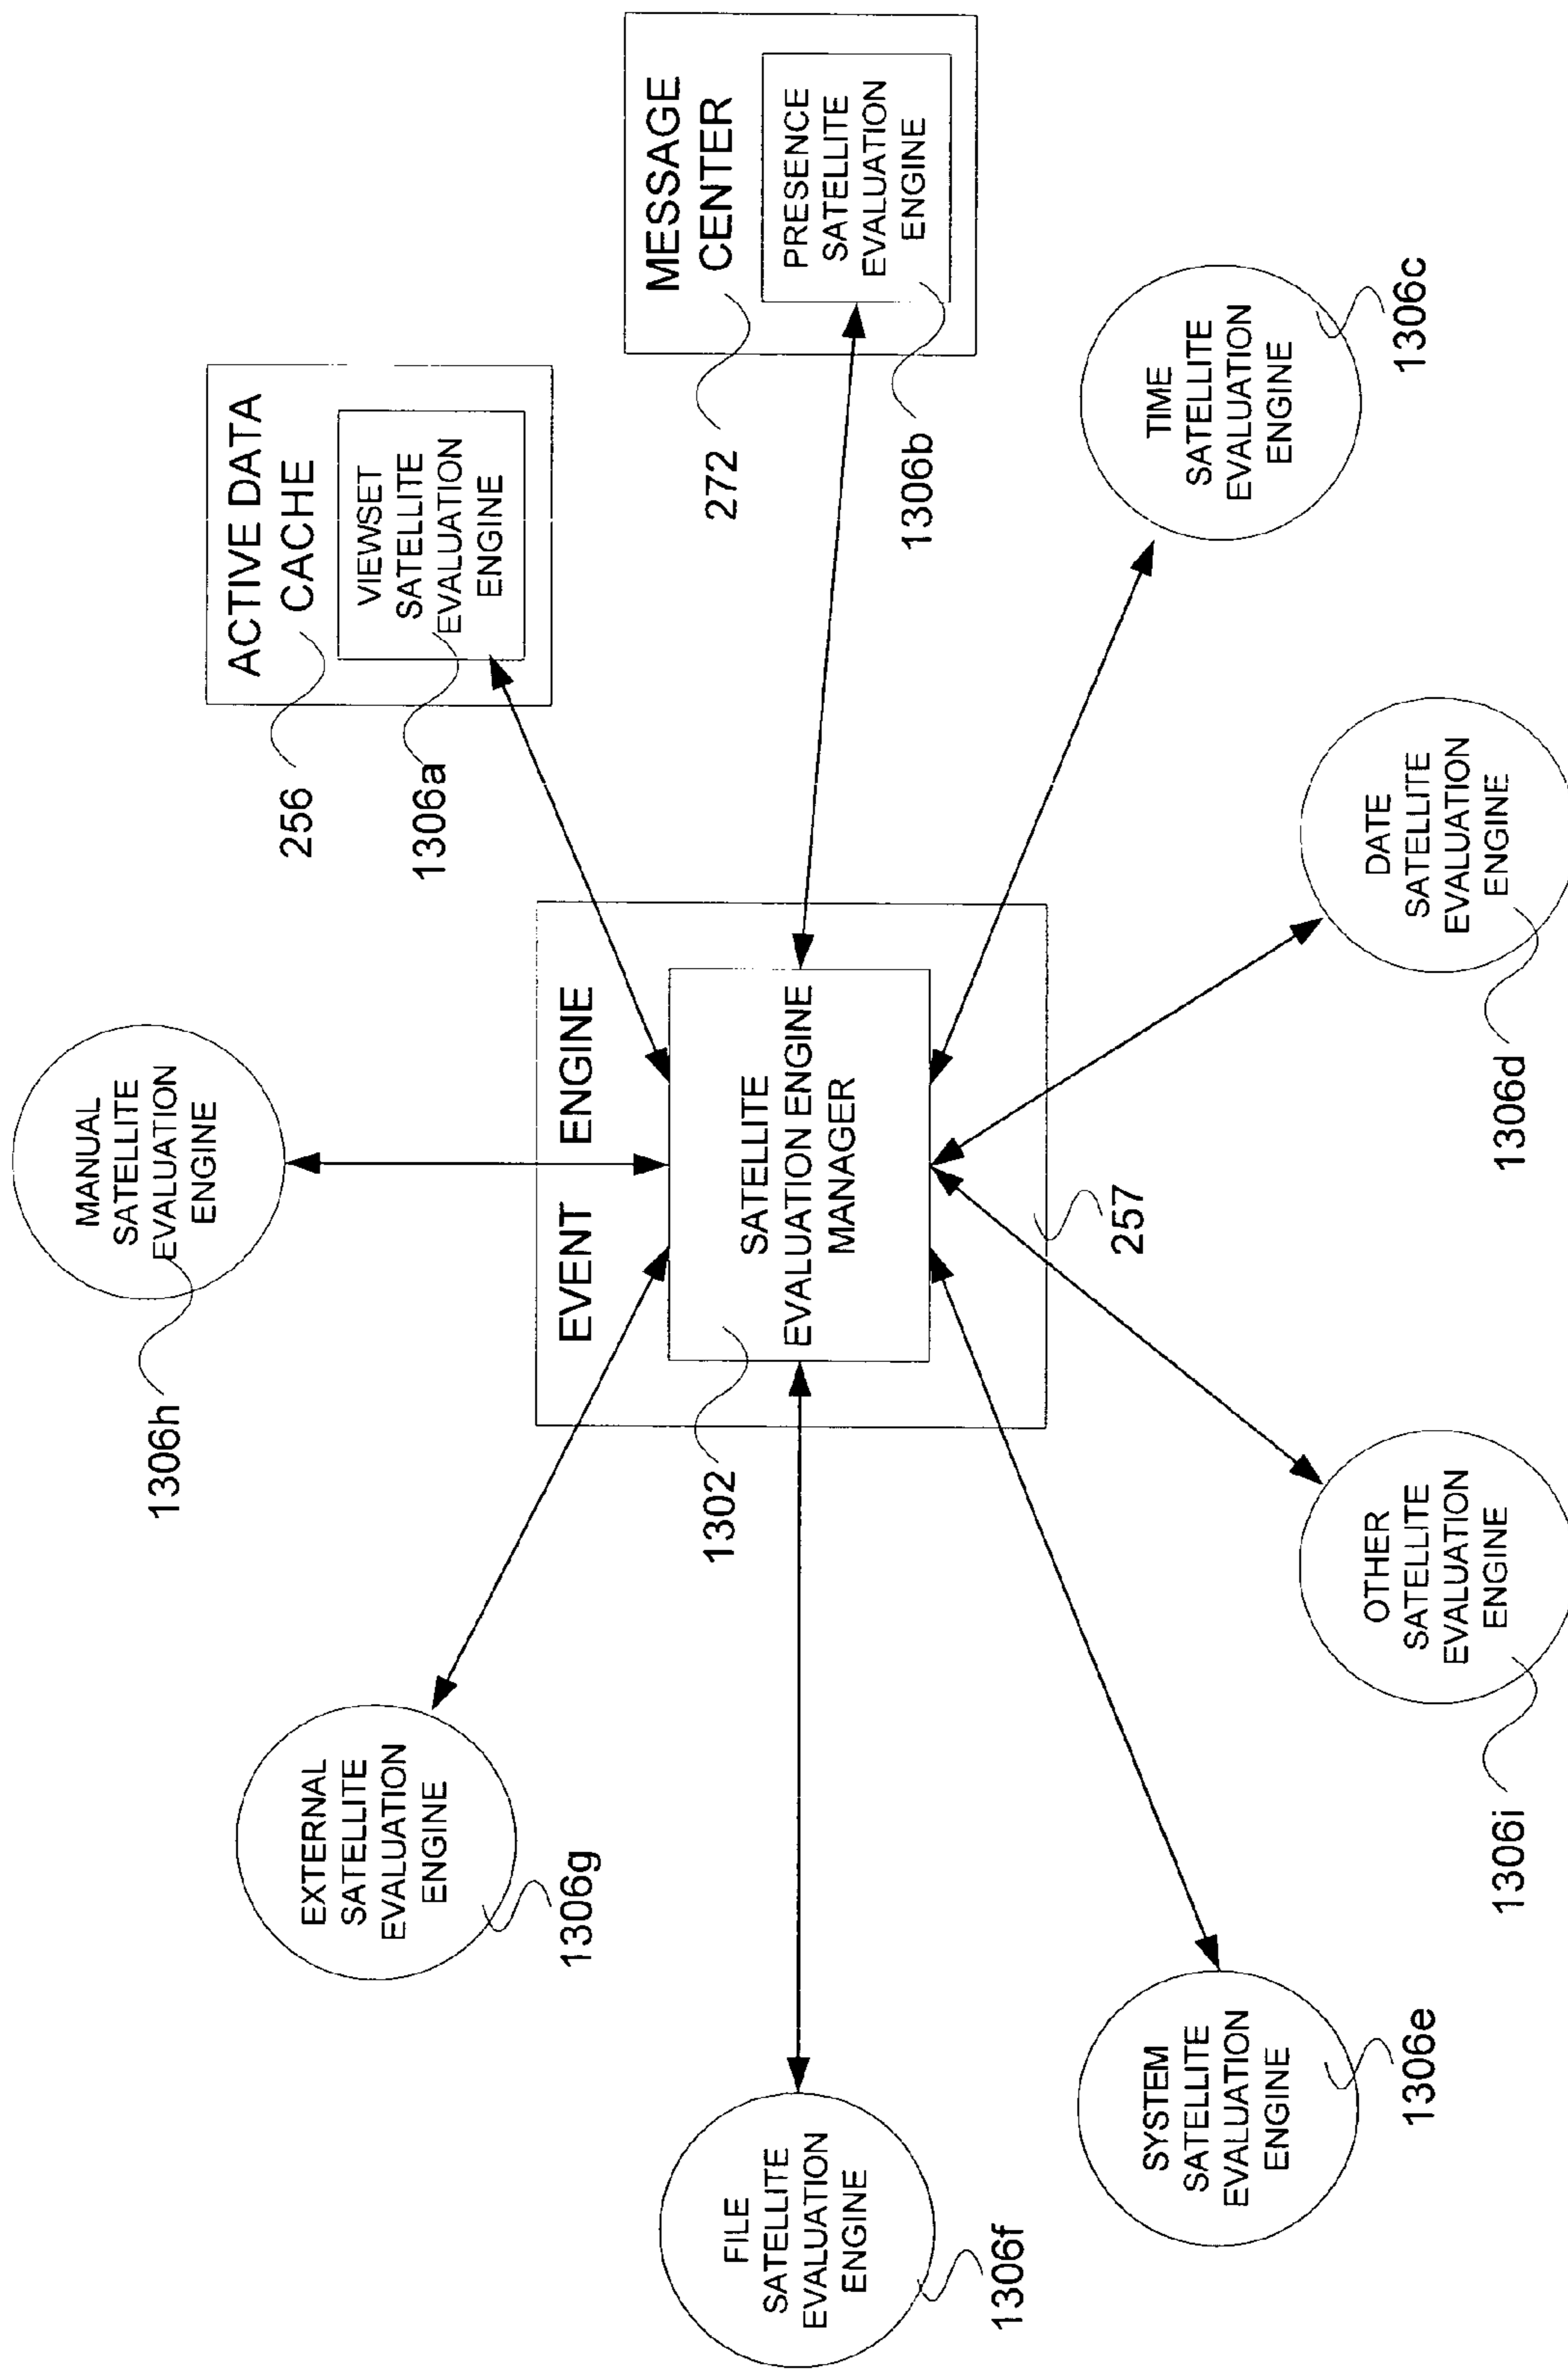 MANUAL
SATELLITE
EVALUATION
ENGINE
1306h
ACTIVE DATA
CACHE
VIEWSET
SATELLITE
EVALUATION
ENGINE
256
1306a
MESSAGE
CENTER
PRESENCE
SATELLITE
EVALUATION
ENGINE
272
1306b
TIME
SATELLITE
EVALUATION
ENGINE
1306c
DATE
SATELLITE
EVALUATION
ENGINE
1306d
EVENT ENGINE
SATELLITE
EVALUATION ENGINE
MANAGER
1302
257
OTHER
SATELLITE
EVALUATION
ENGINE
1306i
SYSTEM
SATELLITE
EVALUATION
ENGINE
1306e
FILE
SATELLITE
EVALUATION
ENGINE
1306f
EXTERNAL
SATELLITE
EVALUATION
ENGINE
1306g